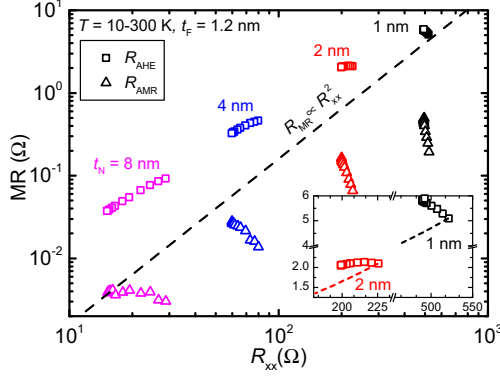 T = 10-300 K, t_F = 1.2 nm
1 nm
R_AHE
R_AMR
2 nm
4 nm
R_MR ∝ R_xx^2
t_N = 8 nm
MR (Ω)
10^1
10^0
10^-1
10^-2
6
5
4
2.0
1.5
1 nm
2 nm
200 225 500 550
10^1 10^2 10^3
R_xx(Ω)